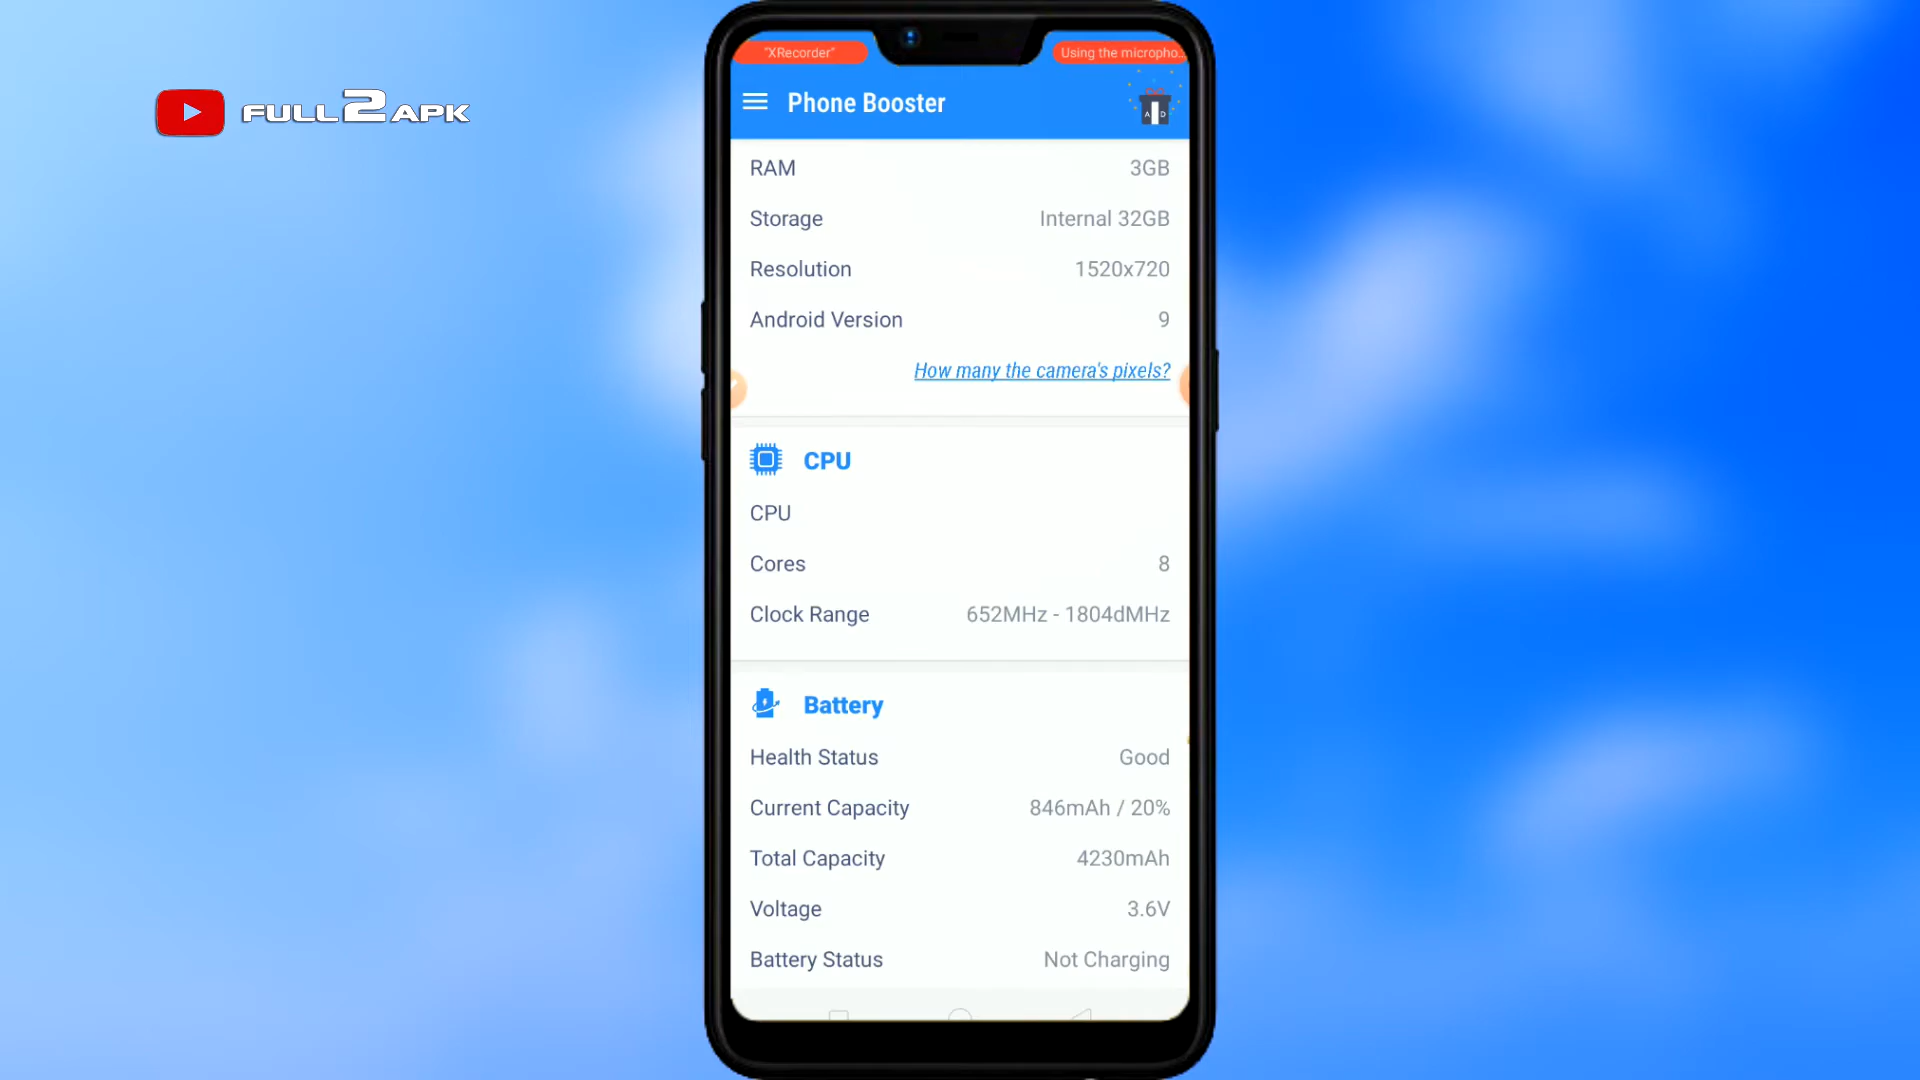 FULL2APK
"XRecorder"
Using the micropho...
Phone Booster
AD
RAM 3GB
Storage Internal 32GB
Resolution 1520x720
Android Version 9
How many the camera's pixels?
CPU
CPU
Cores 8
Clock Range 652MHz - 1804dMHz
Battery
Health Status Good
Current Capacity 846mAh / 20%
Total Capacity 4230mAh
Voltage 3.6V
Battery Status Not Charging